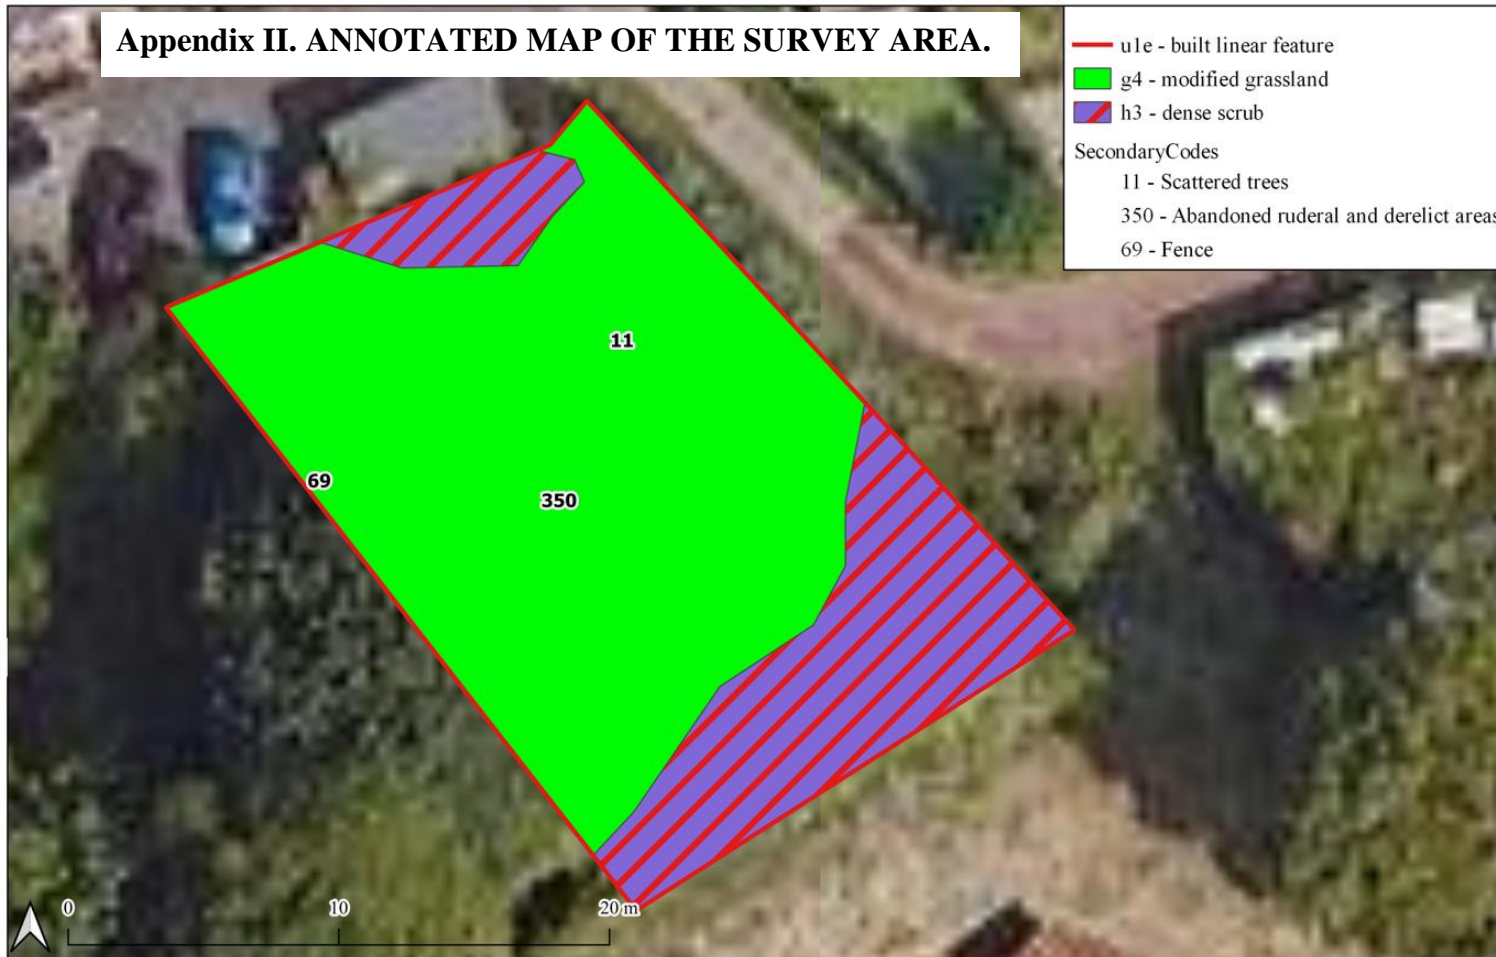 Appendix II. ANNOTATED MAP OF THE SURVEY AREA.
u1e - built linear feature
g4 - modified grassland
h3 - dense scrub
SecondaryCodes
11 - Scattered trees
350 - Abandoned ruderal and derelict areas
69 - Fence
11
69
350
0 10 20 m